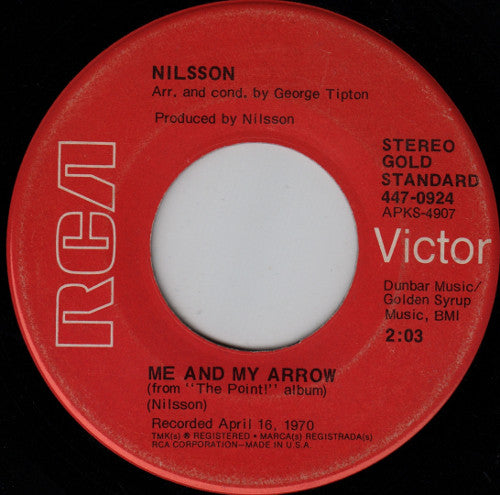 NILSSON
Arr. and cond. by George Tipton
Produced by Nilsson
RCA
STEREO
GOLD
STANDARD
447-0924
APKS-4907
Victor
Dunbar Music/
Golden Syrup
Music, BMI
2:03
ME AND MY ARROW
(from "The Point!" album)
(Nilsson)
Recorded April 16, 1970
TMK(s) ® REGISTERED • MARCA(s) REGISTRADA(s)
RCA CORPORATION—MADE IN U.S.A.